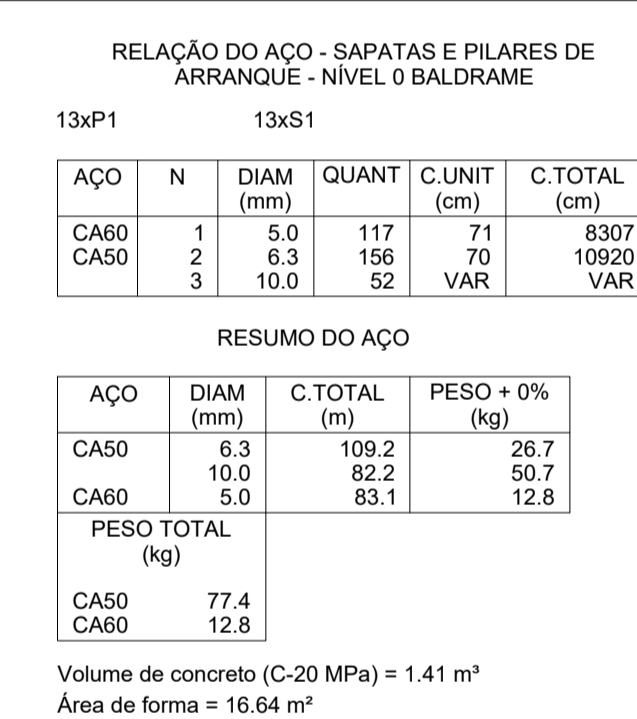 RELAÇÃO DO AÇO - SAPATAS E PILARES DE
ARRANQUE - NÍVEL 0 BALDRAME
13xP1 13xS1
AÇO N DIAM QUANT C.UNIT C.TOTAL
(mm) (cm) (cm)
CA60 1 5.0 117 71 8307
CA50 2 6.3 156 70 10920
3 10.0 52 VAR VAR
RESUMO DO AÇO
AÇO DIAM C.TOTAL PESO + 0%
(mm) (m) (kg)
CA50 6.3 109.2 26.7
10.0 82.2 50.7
CA60 5.0 83.1 12.8
PESO TOTAL
(kg)
CA50 77.4
CA60 12.8
Volume de concreto (C-20 MPa) = 1.41 m³
Área de forma = 16.64 m²